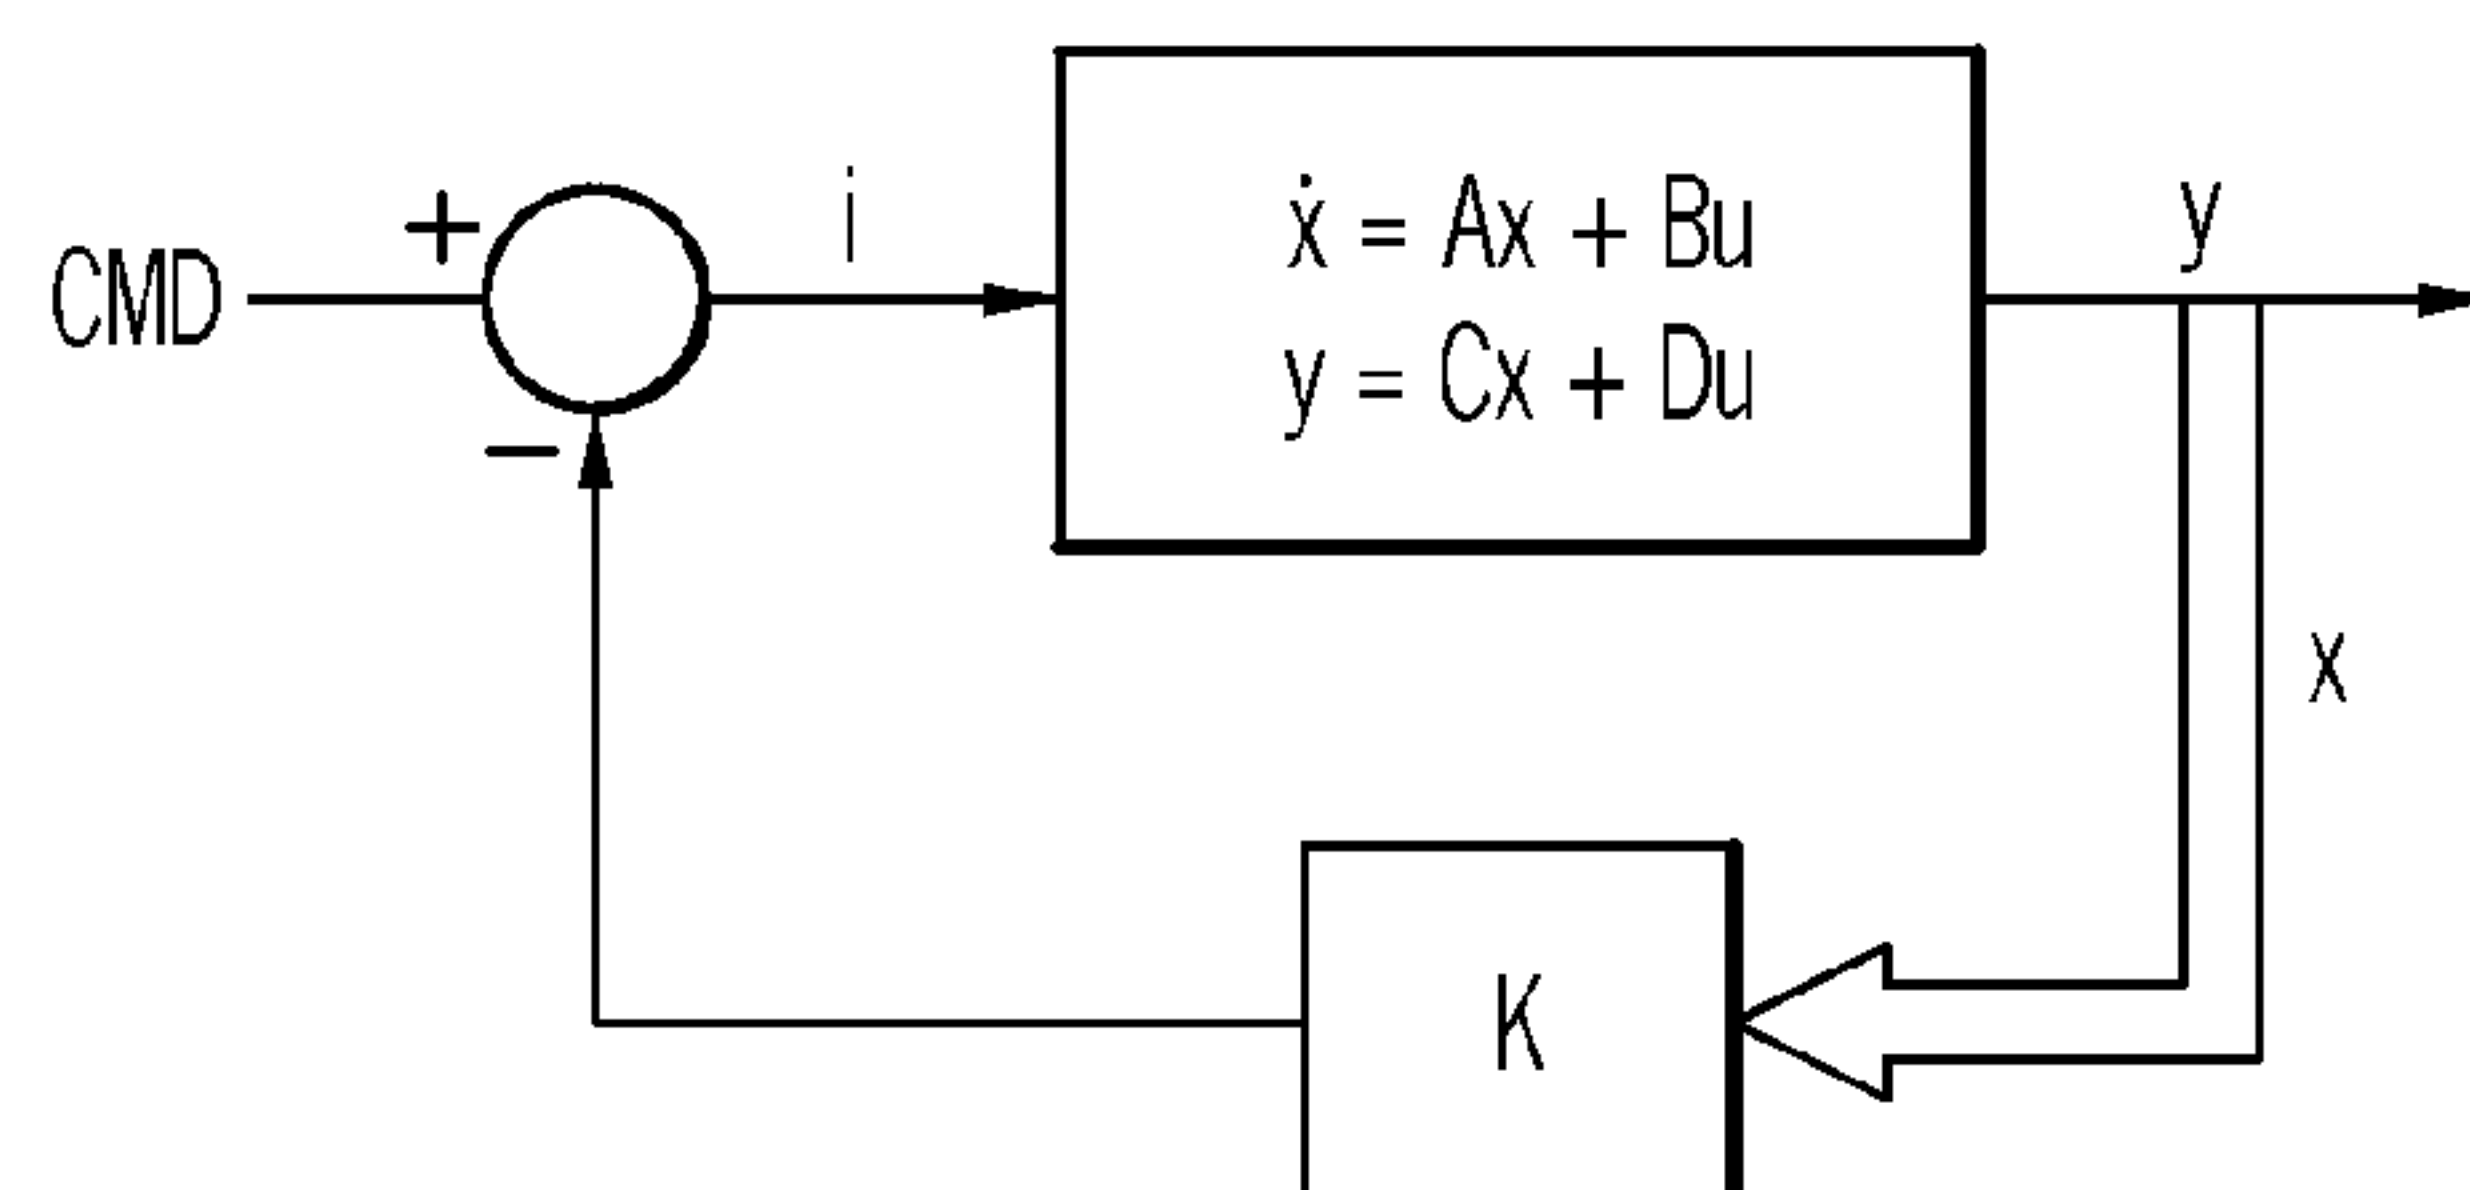 i
y
+
ẋ = Ax + Bu
CMD
y = Cx + Du
−
x
K